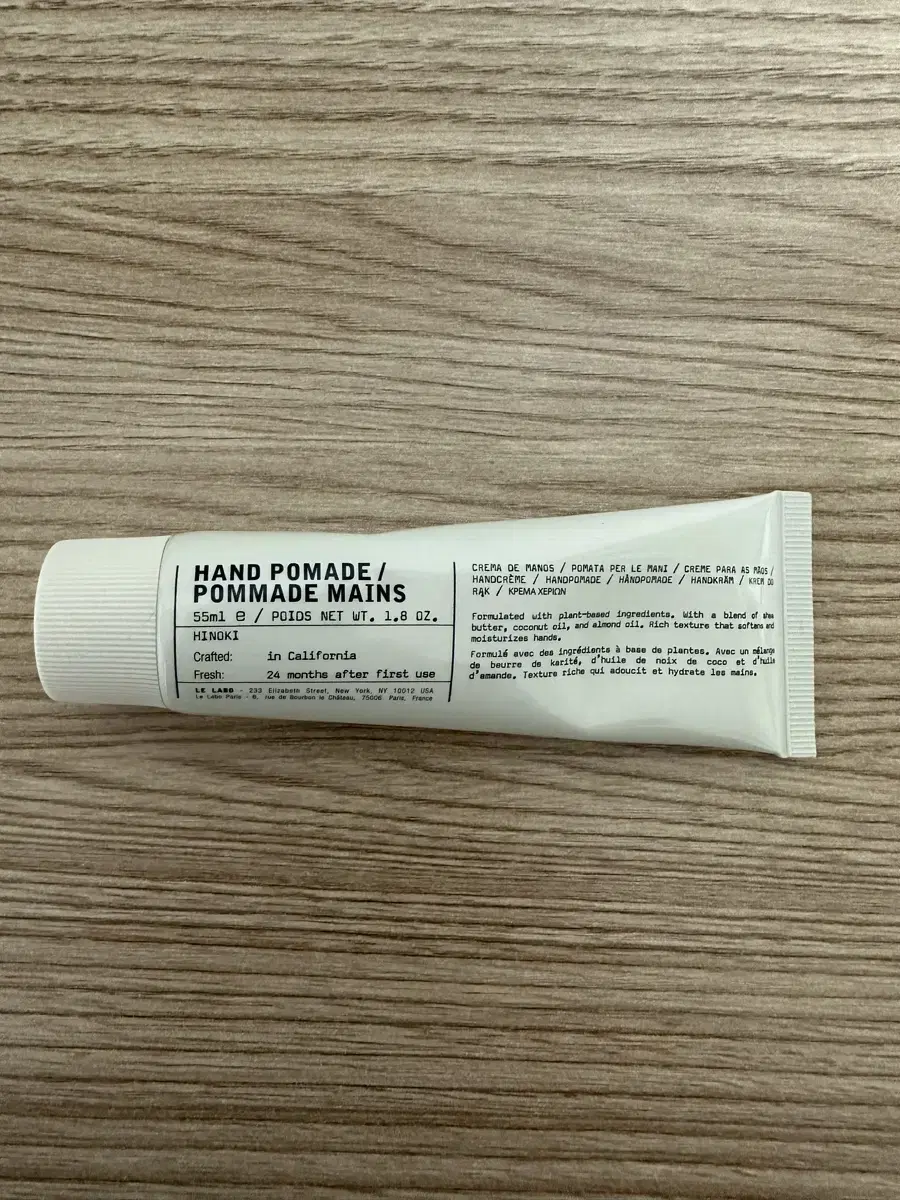 HAND POMADE /
POMMADE MAINS
55ml e / POIDS NET WT. 1.8 OZ.
HINOKI
Crafted: in California
Fresh: 24 months after first use
LE LABO - 233 Elizabeth Street, New York, NY 10012 USA
Le Labo Paris - 6, rue de Bourbon le Château, 75006 Paris, France
CREMA DE MANOS / POMATA PER LE MANI / CREME PARA AS MÃOS /
HANDCRÈME / HANDPOMADE / HÅNDPOMADE / HANDKRÄM / KREM DO
RĄK / ΚΡΕΜΑ ΧΕΡΙΩΝ
Formulated with plant-based ingredients. With a blend of shea
butter, coconut oil, and almond oil. Rich texture that softens and
moisturizes hands.
Formulé avec des ingrédients à base de plantes. Avec un mélange
de beurre de karité, d'huile de noix de coco et d'huile
d'amande. Texture riche qui adoucit et hydrate les mains.